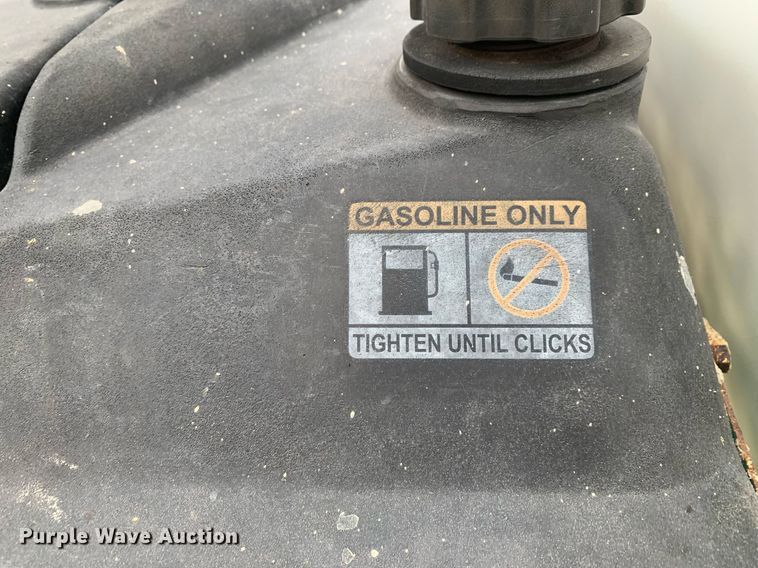 GASOLINE ONLY
TIGHTEN UNTIL CLICKS
Purple Wave Auction